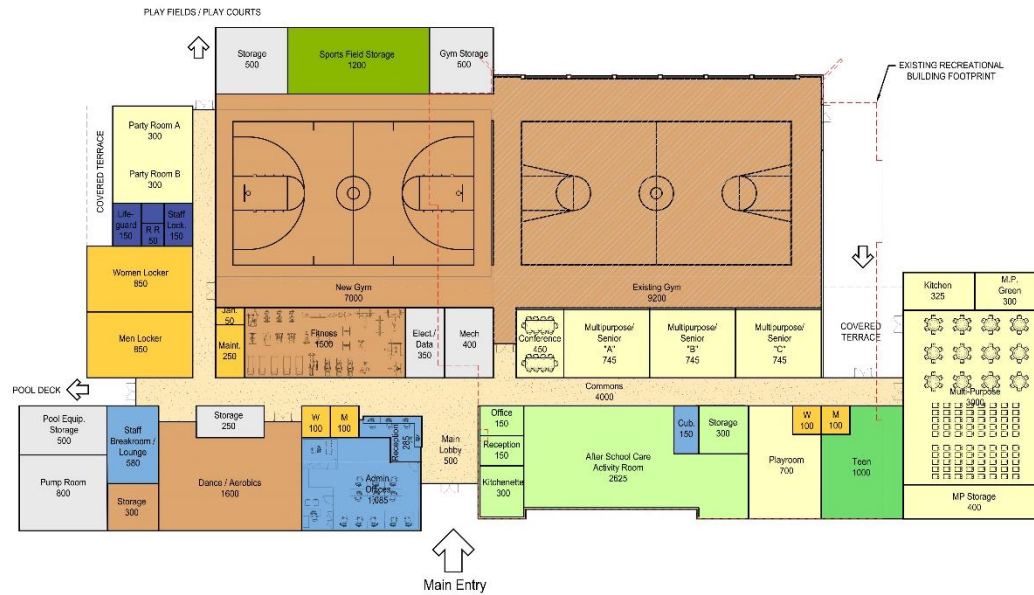 PLAY FIELDS / PLAY COURTS
Storage
500
Sports Field Storage
1200
Gym Storage
500
EXISTING RECREATIONAL
BUILDING FOOTPRINT
COVERED TERRACE
Party Room A
300
Party Room B
300
Life-
guard
150
R R
50
Staff
Lock.
150
Women Locker
850
Men Locker
850
New Gym
7000
Existing Gym
9200
Jan.
50
Maint.
250
Fitness
1500
Elect./
Data
350
Mech
400
Conference
450
Multipurpose/
Senior
"A"
745
Multipurpose/
Senior
"B"
745
Multipurpose/
Senior
"C"
745
COVERED
TERRACE
Kitchen
325
M.P.
Green
300
Multi-Purpose
3000
MP Storage
400
POOL DECK
Commons
4000
Pool Equip.
Storage
500
Pump Room
800
Staff
Breakroom /
Lounge
580
Storage
300
Storage
250
Dance / Aerobics
1600
W
100
M
100
Reception
285
Admin
Offices
1,085
Main
Lobby
500
Office
150
Reception
150
Kitchenette
300
After School Care
Activity Room
2625
Cub.
150
Storage
300
Playroom
700
W
100
M
100
Teen
1000
Main Entry